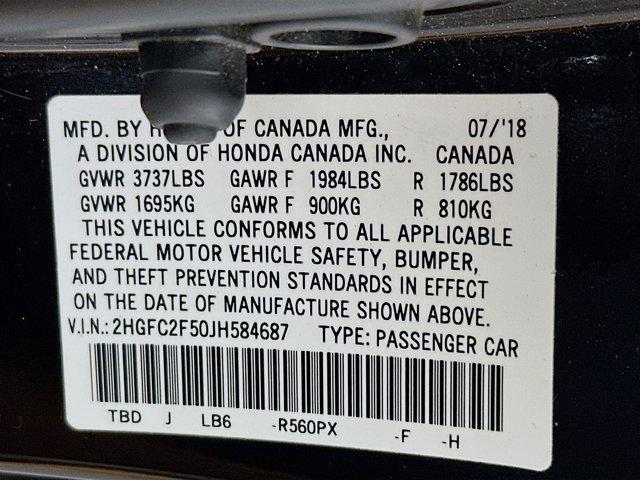 MFD. BY H OF CANADA MFG., 07/'18
A DIVISION OF HONDA CANADA INC. CANADA
GVWR 3737LBS GAWR F 1984LBS R 1786LBS
GVWR 1695KG GAWR F 900KG R 810KG
THIS VEHICLE CONFORMS TO ALL APPLICABLE
FEDERAL MOTOR VEHICLE SAFETY, BUMPER,
AND THEFT PREVENTION STANDARDS IN EFFECT
ON THE DATE OF MANUFACTURE SHOWN ABOVE.
V.I.N.: 2HGFC2F50JH584687 TYPE: PASSENGER CAR
TBD J LB6 -R560PX -F -H